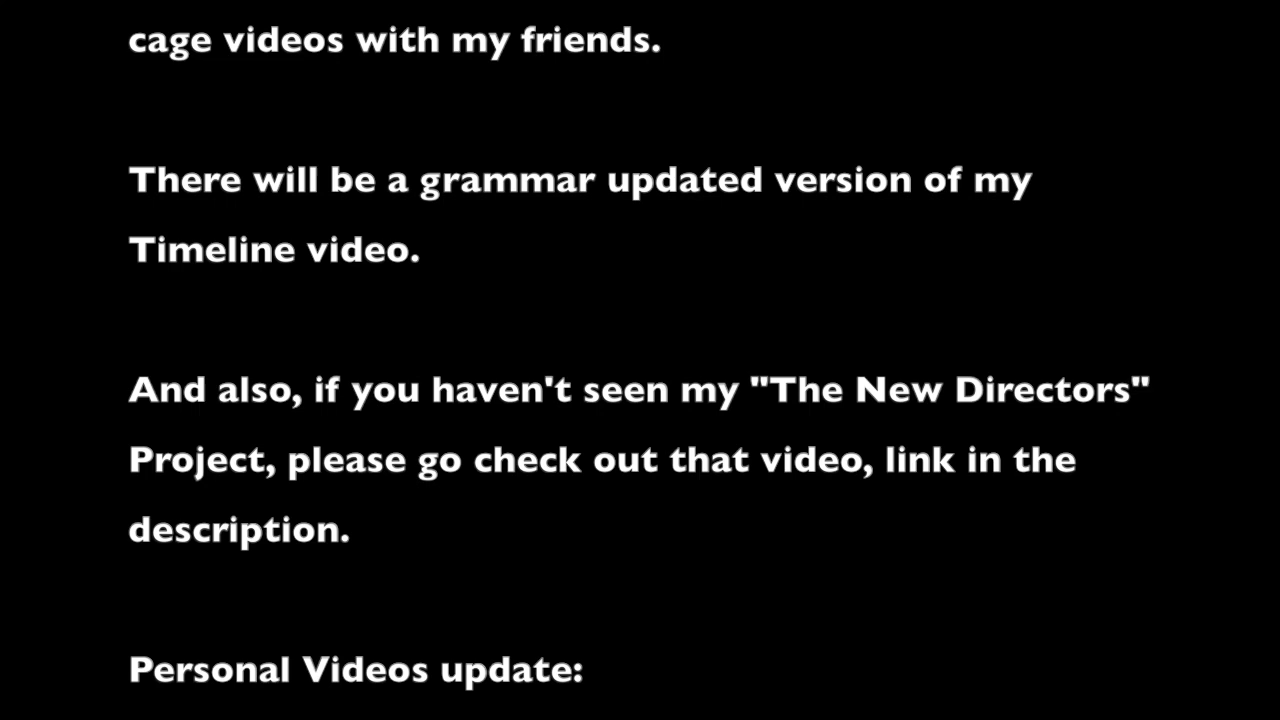 cage videos with my friends.
There will be a grammar updated version of my
Timeline video.
And also, if you haven't seen my "The New Directors"
Project, please go check out that video, link in the
description.
Personal Videos update: